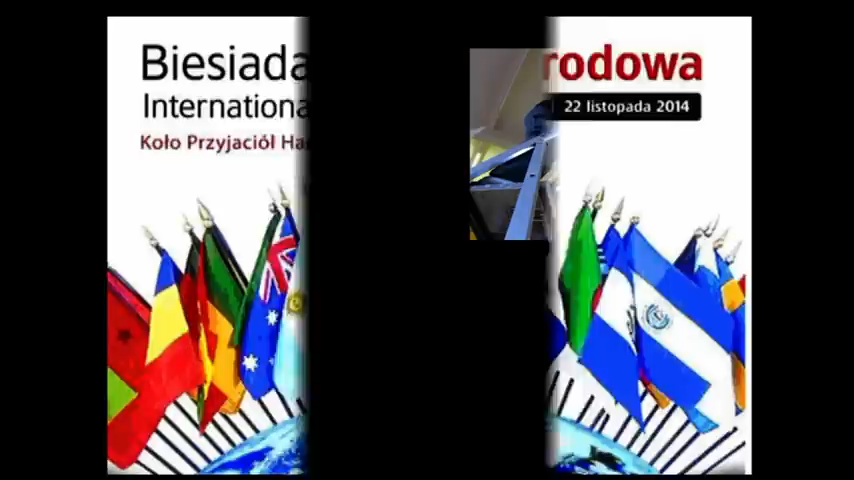 Biesiada rodowa
Internationa
22 listopada 2014
Koło Przyjaciół Ha